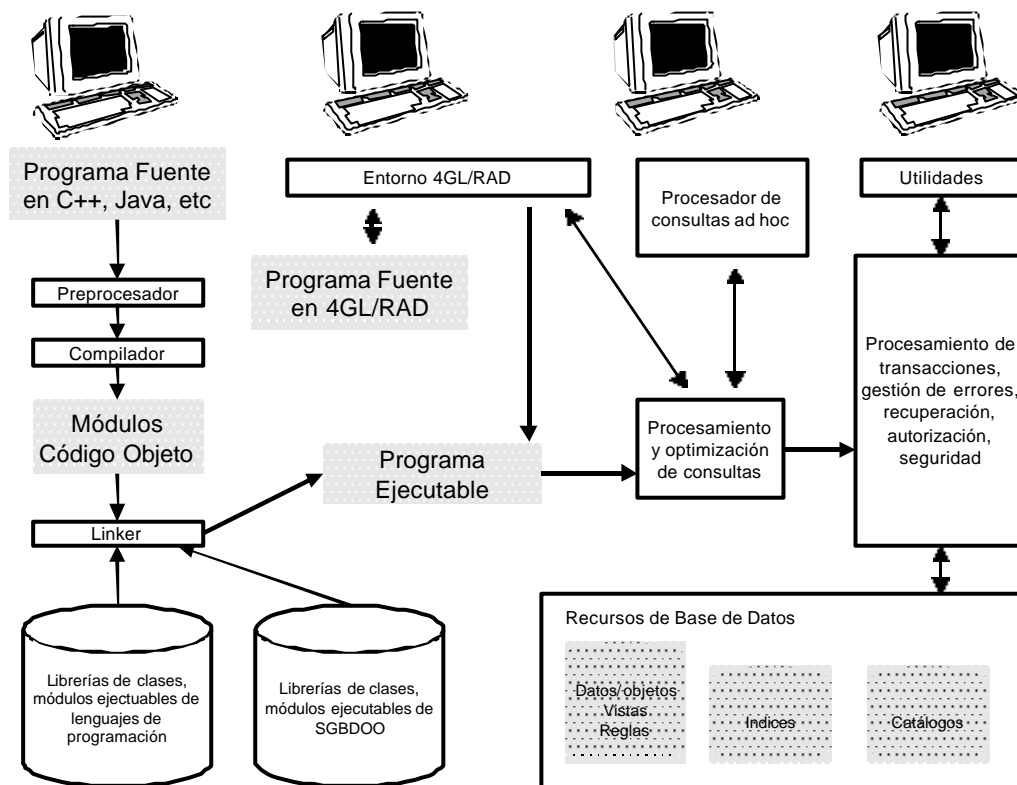 Programa Fuente
en C++, Java, etc
Entorno 4GL/RAD
Procesador de
consultas ad hoc
Utilidades
Programa Fuente
en 4GL/RAD
Preprocesador
Compilador
Módulos
Código Objeto
Programa
Ejecutable
Procesamiento
y optimización
de consultas
Procesamiento de
transacciones,
gestión de errores,
recuperación,
autorización,
seguridad
Linker
Librerías de clases,
módulos ejectuables de
lenguajes de
programación
Librerías de clases,
módulos ejecutables de
SGBDOO
Recursos de Base de Datos
Datos/objetos
Vistas
Reglas
Indices
Catálogos